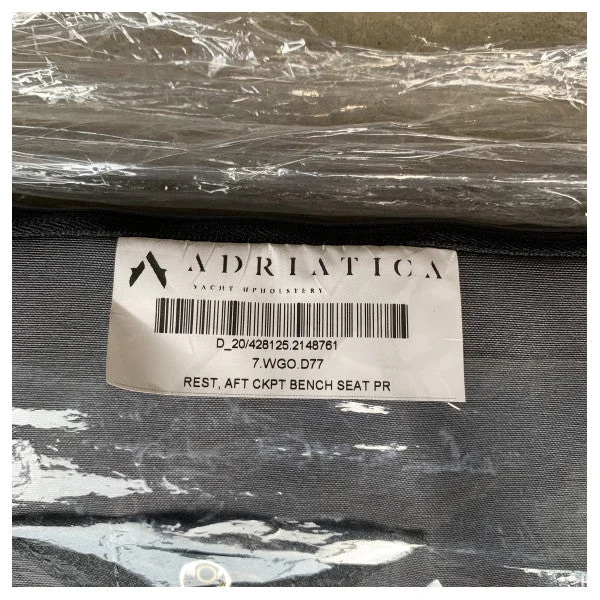 ADRIATICA
YACHT UPHOLSTERY
D_20/428125.2148761
7.WGO.D77
REST, AFT CKPT BENCH SEAT PR